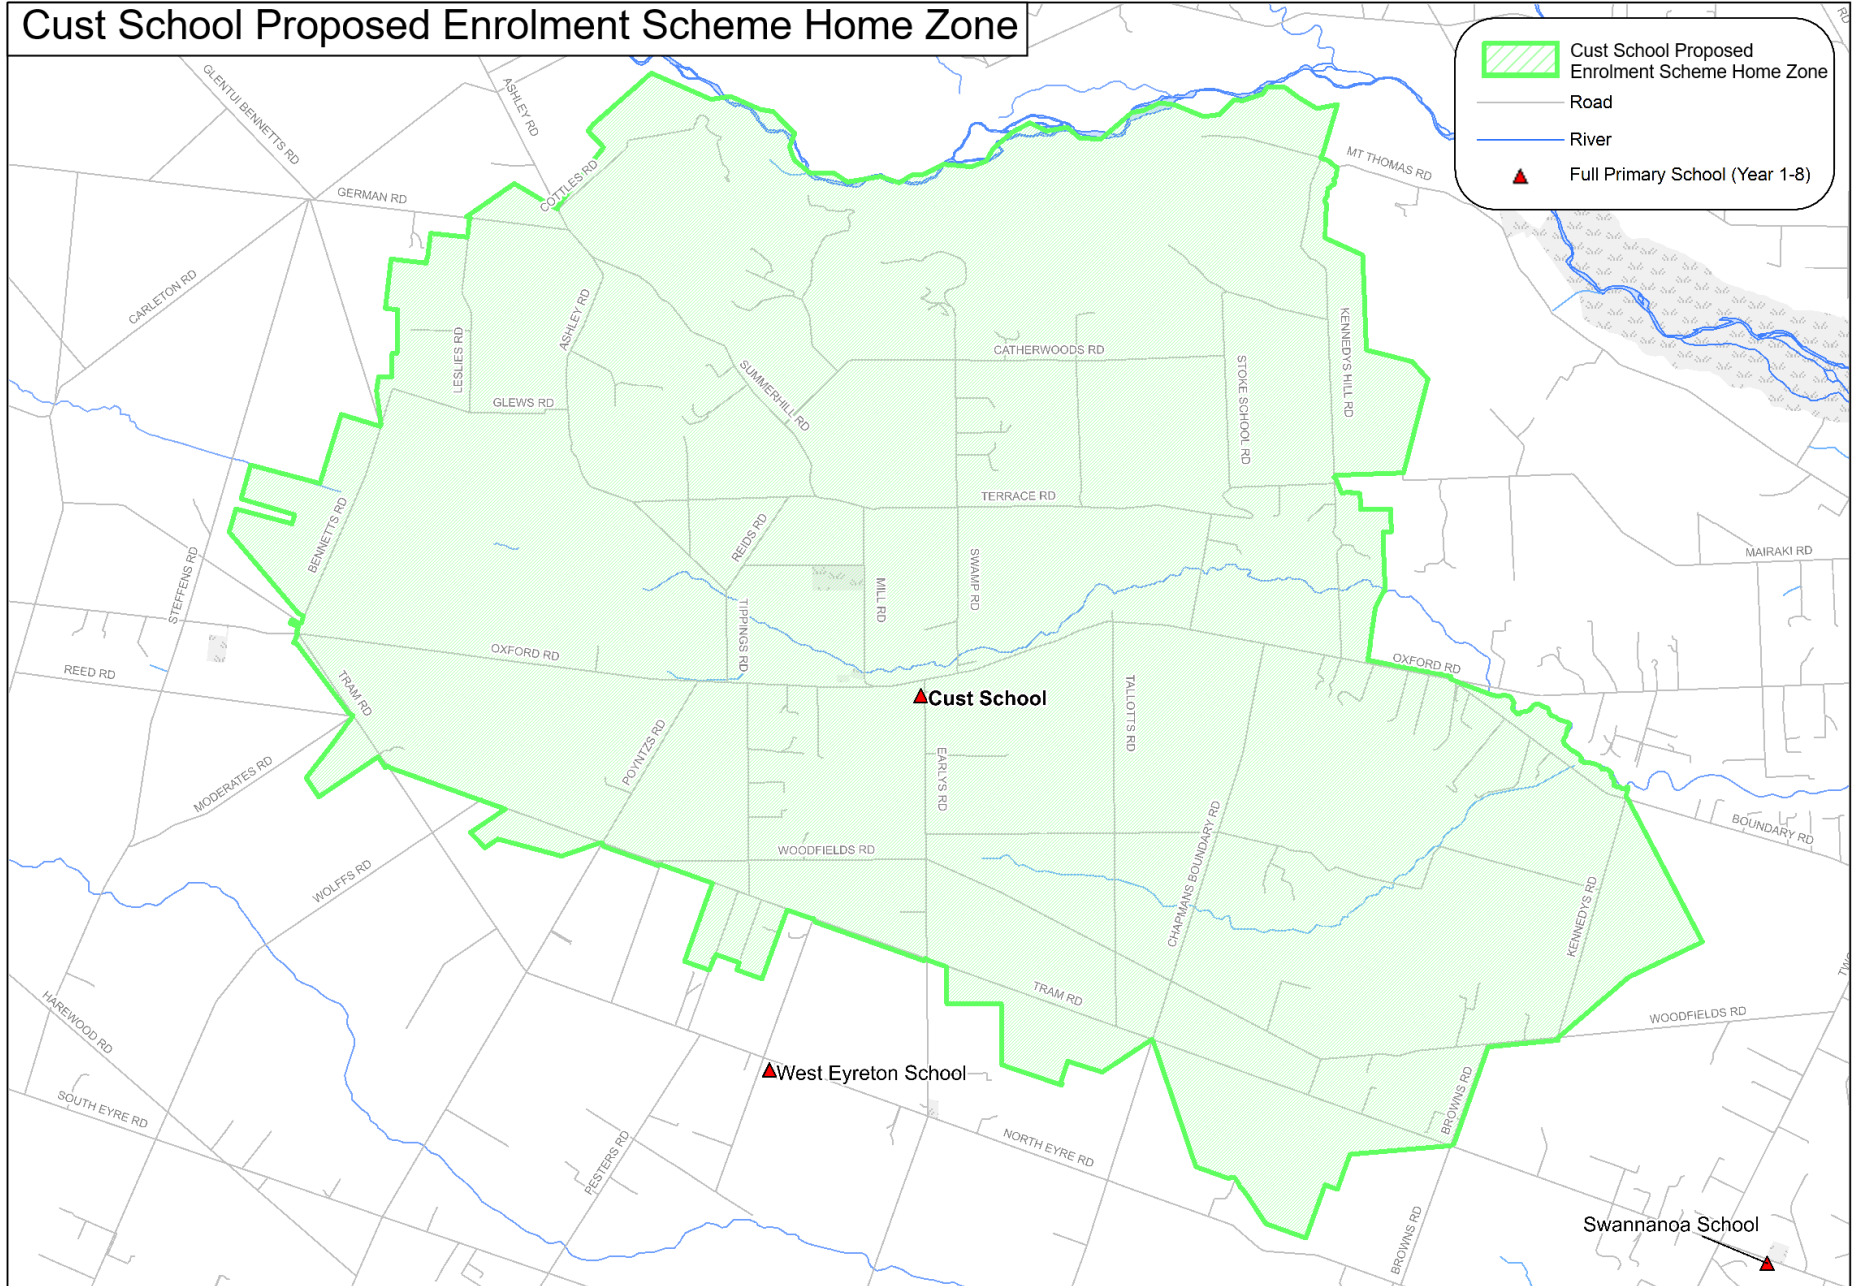 Cust School Proposed Enrolment Scheme Home Zone
Cust School Proposed
Enrolment Scheme Home Zone
Road
River
Full Primary School (Year 1-8)
RD
GLENTUI BENNETTS RD
ASHLEY RD
MT THOMAS RD
COTTLES RD
GERMAN RD
CARLETON RD
LESLIES RD
ASHLEY RD
SUMMERHILL RD
CATHERWOODS RD
STOKE SCHOOL RD
KENNEDYS HILL RD
GLEWS RD
TERRACE RD
BENNETTS RD
REIDS RD
MAIRAKI RD
STEFFENS RD
TIPPINGS RD
MILL RD
SWAMP RD
OXFORD RD
OXFORD RD
REED RD
TRAM RD
Cust School
TALLOTTS RD
POYNTZS RD
EARLYS RD
MODERATES RD
CHAPMANS BOUNDARY RD
BOUNDARY RD
WOODFIELDS RD
WOLFFS RD
KENNEDYS RD
TRAM RD
WOODFIELDS RD
HAREWOOD RD
West Eyreton School
SOUTH EYRE RD
BROWNS RD
NORTH EYRE RD
PESTERS RD
BROWNS RD
Swannanoa School